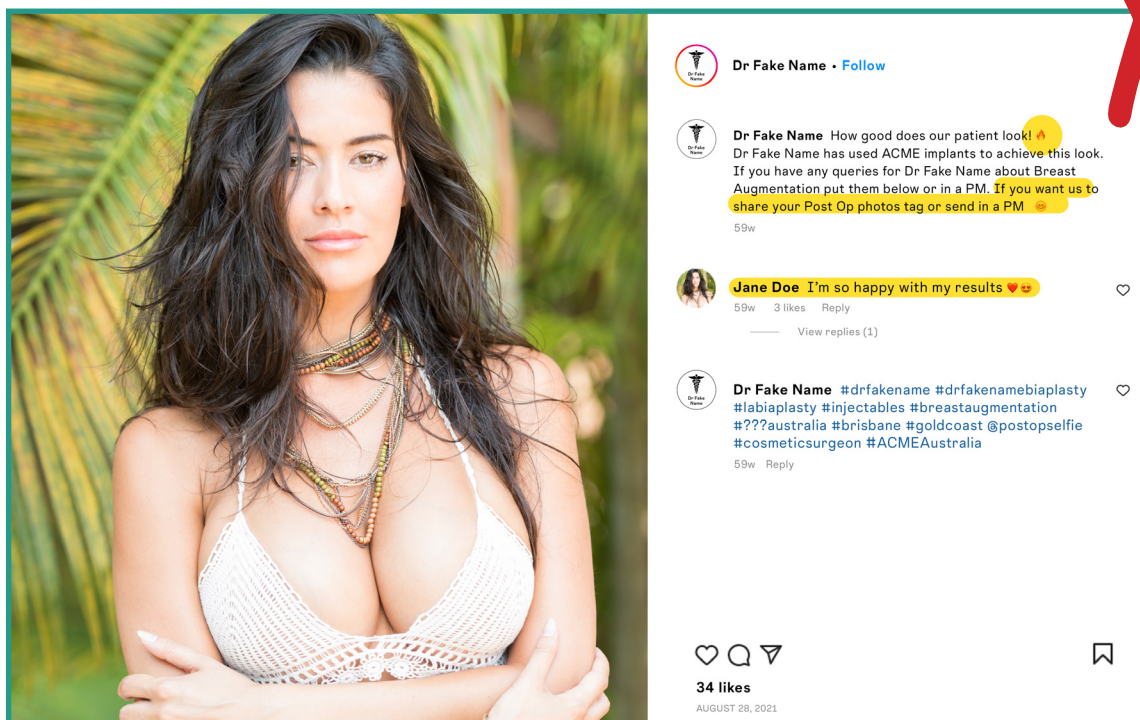 Dr Fake Name
Dr Fake Name • Follow
Dr Fake Name
Dr Fake Name How good does our patient look! 🔥
Dr Fake Name has used ACME implants to achieve this look.
If you have any queries for Dr Fake Name about Breast
Augmentation put them below or in a PM. If you want us to
share your Post Op photos tag or send in a PM 😊
59w
Jane Doe I'm so happy with my results ❤️😍
59w 3 likes Reply
View replies (1)
Dr Fake Name
Dr Fake Name #drfakename #drfakenamebiaplasty
#labiaplasty #injectables #breastaugmentation
#???australia #brisbane #goldcoast @postopselfie
#cosmeticsurgeon #ACMEAustralia
59w Reply
34 likes
AUGUST 28, 2021